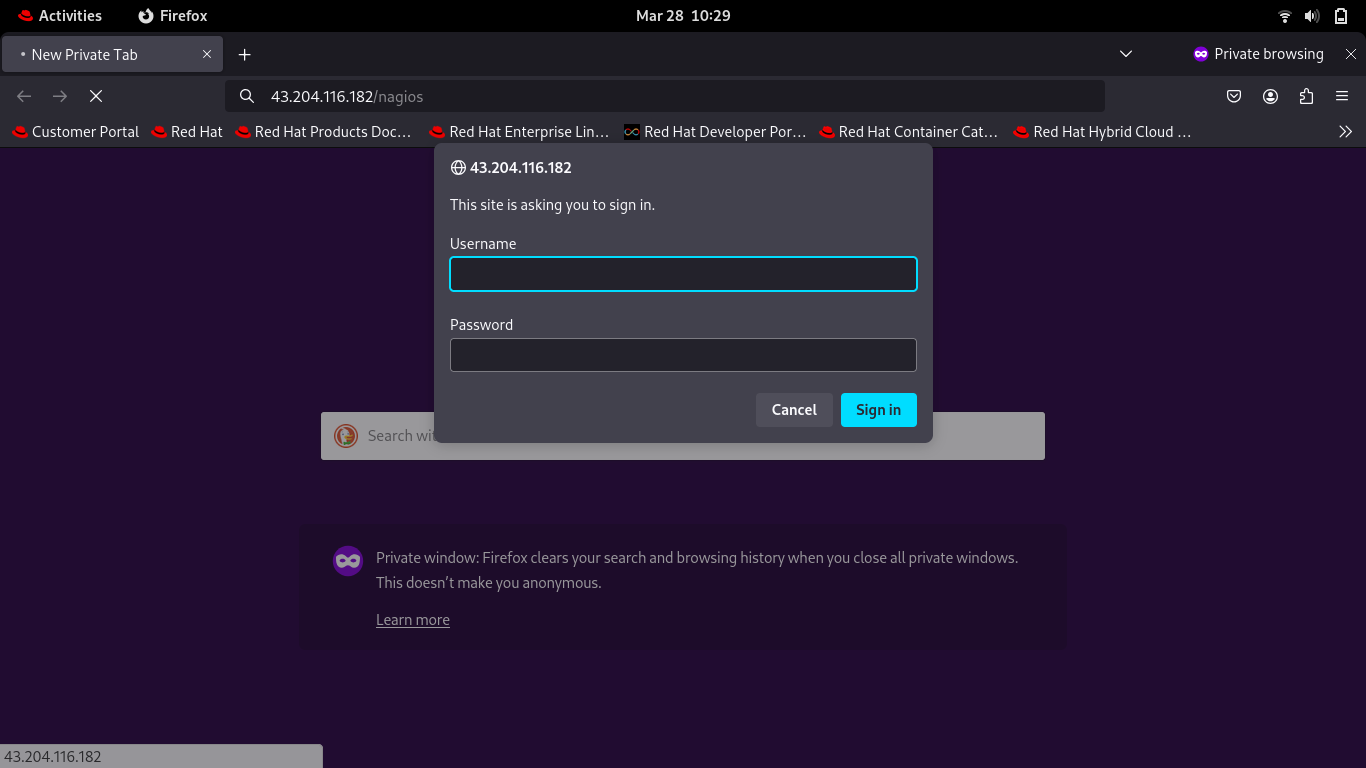 Activities Firefox Mar 28 10:29
New Private Tab Private browsing
43.204.116.182/nagios
Customer Portal Red Hat Red Hat Products Doc... Red Hat Enterprise Lin... Red Hat Developer Por... Red Hat Container Cat... Red Hat Hybrid Cloud ...
43.204.116.182
This site is asking you to sign in.
Username
Password
Cancel Sign in
Search wit
Private window: Firefox clears your search and browsing history when you close all private windows.
This doesn’t make you anonymous.
Learn more
43.204.116.182